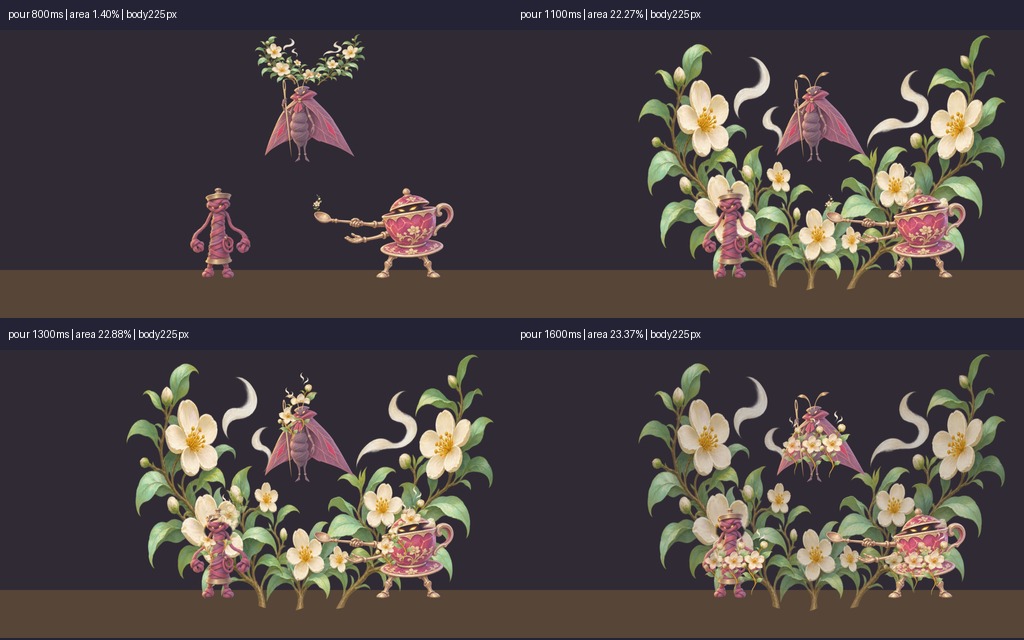 pour 800ms | area 1.40% | body225px
pour 1100ms | area 22.27% | body225px
pour 1300ms | area 22.88% | body225px
pour 1600ms | area 23.37% | body225px